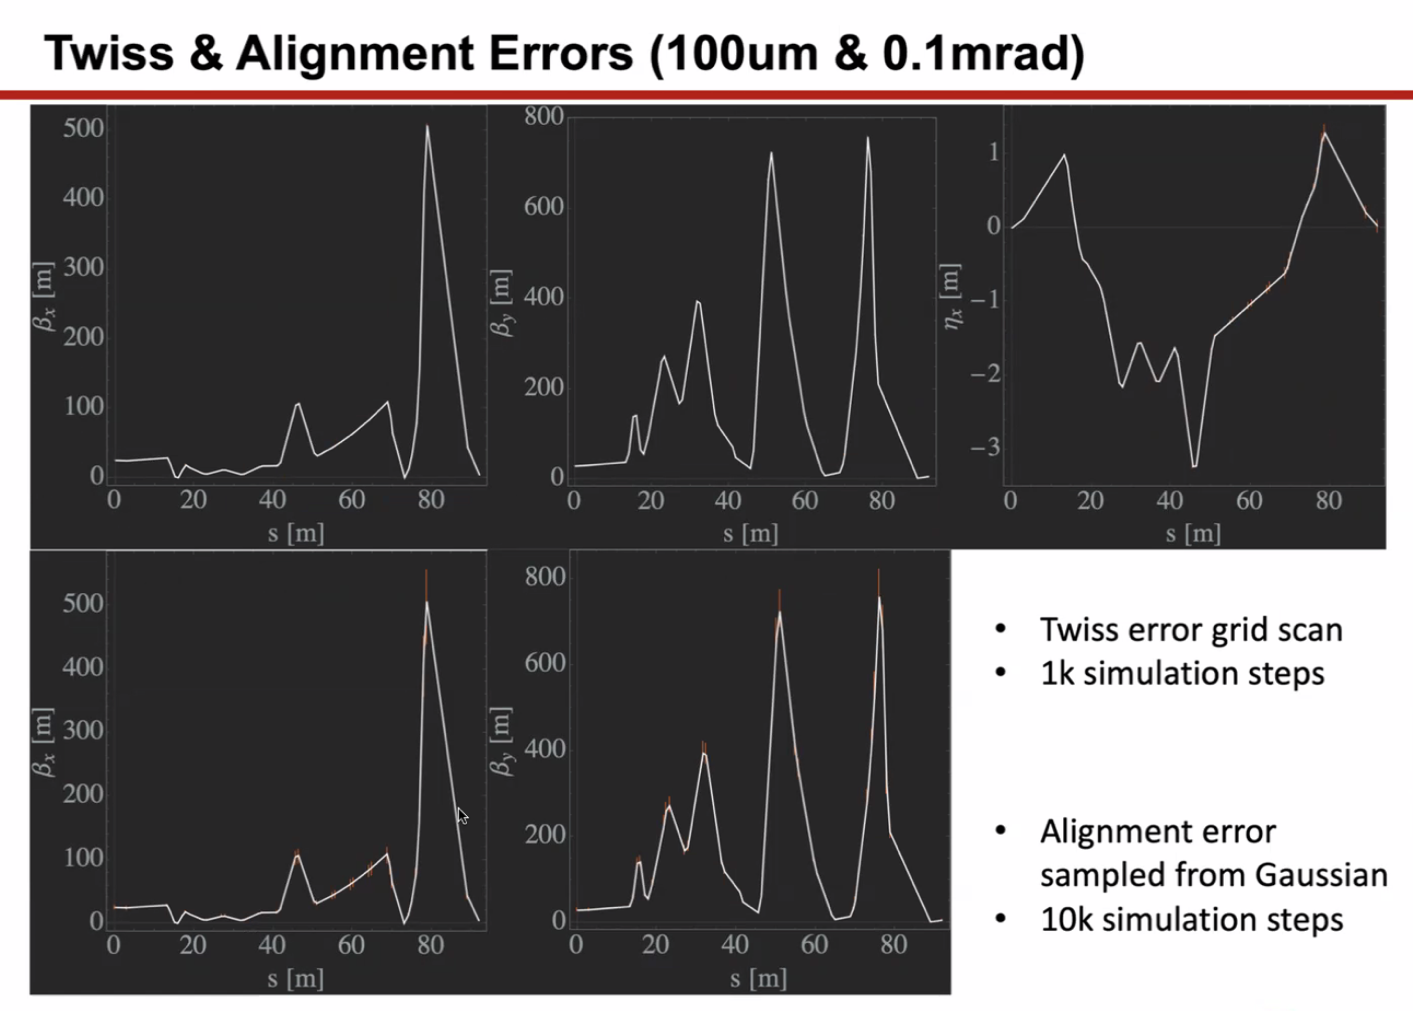 Twiss & Alignment Errors (100um & 0.1mrad)
500
400
300
200
100
0
βx [m]
0 20 40 60 80
s [m]
800
600
400
200
0
βy [m]
0 20 40 60 80
s [m]
1
0
−1
−2
−3
ηx [m]
0 20 40 60 80
s [m]
500
400
300
200
100
0
βx [m]
0 20 40 60 80
s [m]
800
600
400
200
0
βy [m]
0 20 40 60 80
s [m]
• Twiss error grid scan
• 1k simulation steps
• Alignment error
sampled from Gaussian
• 10k simulation steps